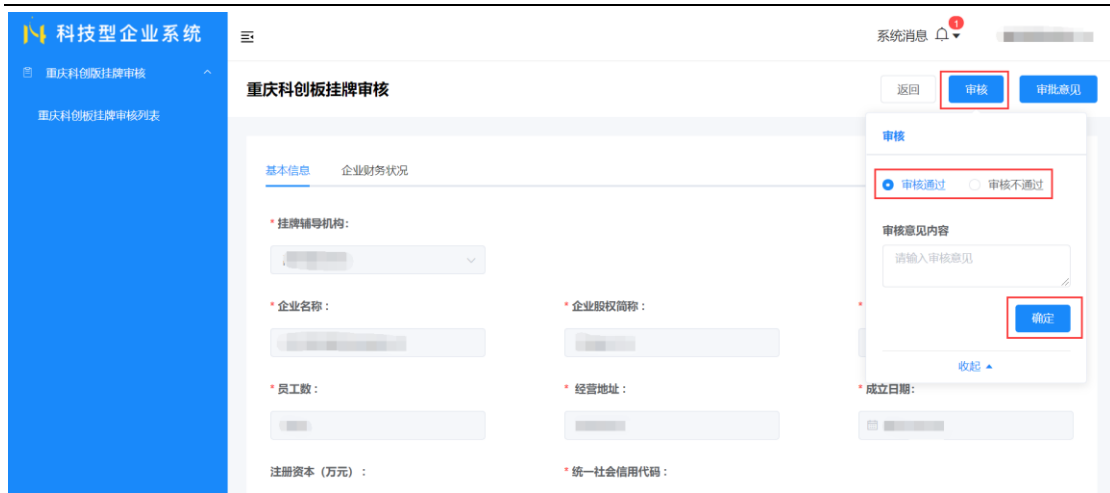 科技型企业系统
系统消息
1
重庆科创版挂牌审核
重庆科创板挂牌审核列表
重庆科创板挂牌审核
返回
审核
审批意见
审核
基本信息
企业财务状况
审核通过
审核不通过
* 挂牌辅导机构:
审核意见内容
请输入审核意见
* 企业名称：
* 企业股权简称：
*
确定
收起
* 员工数：
* 经营地址：
* 成立日期:
注册资本（万元）：
* 统一社会信用代码：